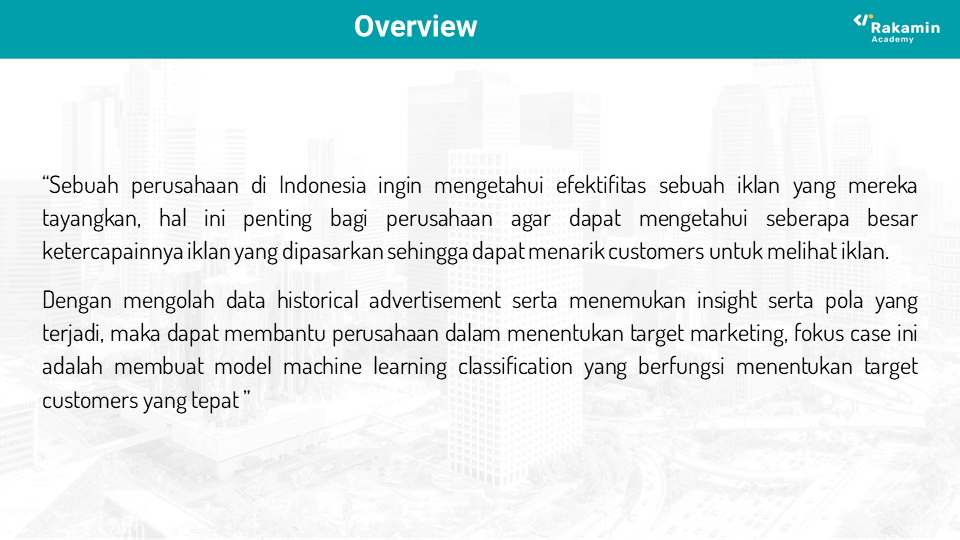 Overview
Rakamin
Academy
“Sebuah perusahaan di Indonesia ingin mengetahui efektifitas sebuah iklan yang mereka
tayangkan, hal ini penting bagi perusahaan agar dapat mengetahui seberapa besar
ketercapainnya iklan yang dipasarkan sehingga dapat menarik customers untuk melihat iklan.
Dengan mengolah data historical advertisement serta menemukan insight serta pola yang
terjadi, maka dapat membantu perusahaan dalam menentukan target marketing, fokus case ini
adalah membuat model machine learning classification yang berfungsi menentukan target
customers yang tepat ”